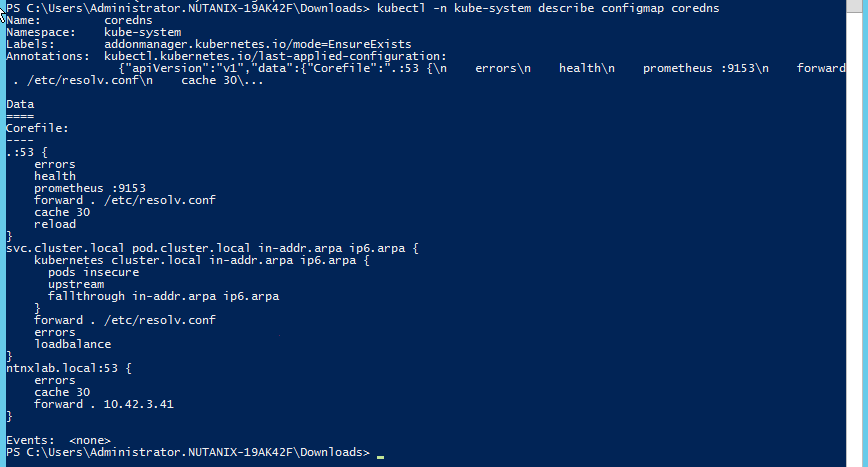 PS C:\Users\Administrator.NUTANIX-19AK42F\Downloads> kubectl -n kube-system describe configmap coredns
Name:         coredns
Namespace:    kube-system
Labels:       addonmanager.kubernetes.io/mode=EnsureExists
Annotations:  kubectl.kubernetes.io/last-applied-configuration:
                {"apiVersion":"v1","data":{"Corefile":".:53 {\n    errors\n    health\n    prometheus :9153\n    forward
 . /etc/resolv.conf\n    cache 30\...

Data
====
Corefile:
----
.:53 {
    errors
    health
    prometheus :9153
    forward . /etc/resolv.conf
    cache 30
    reload
}
svc.cluster.local pod.cluster.local in-addr.arpa ip6.arpa {
    kubernetes cluster.local in-addr.arpa ip6.arpa {
      pods insecure
      upstream
      fallthrough in-addr.arpa ip6.arpa
    }
    forward . /etc/resolv.conf
    errors
    loadbalance
}
ntnxlab.local:53 {
    errors
    cache 30
    forward . 10.42.3.41
}

Events:  <none>
PS C:\Users\Administrator.NUTANIX-19AK42F\Downloads>